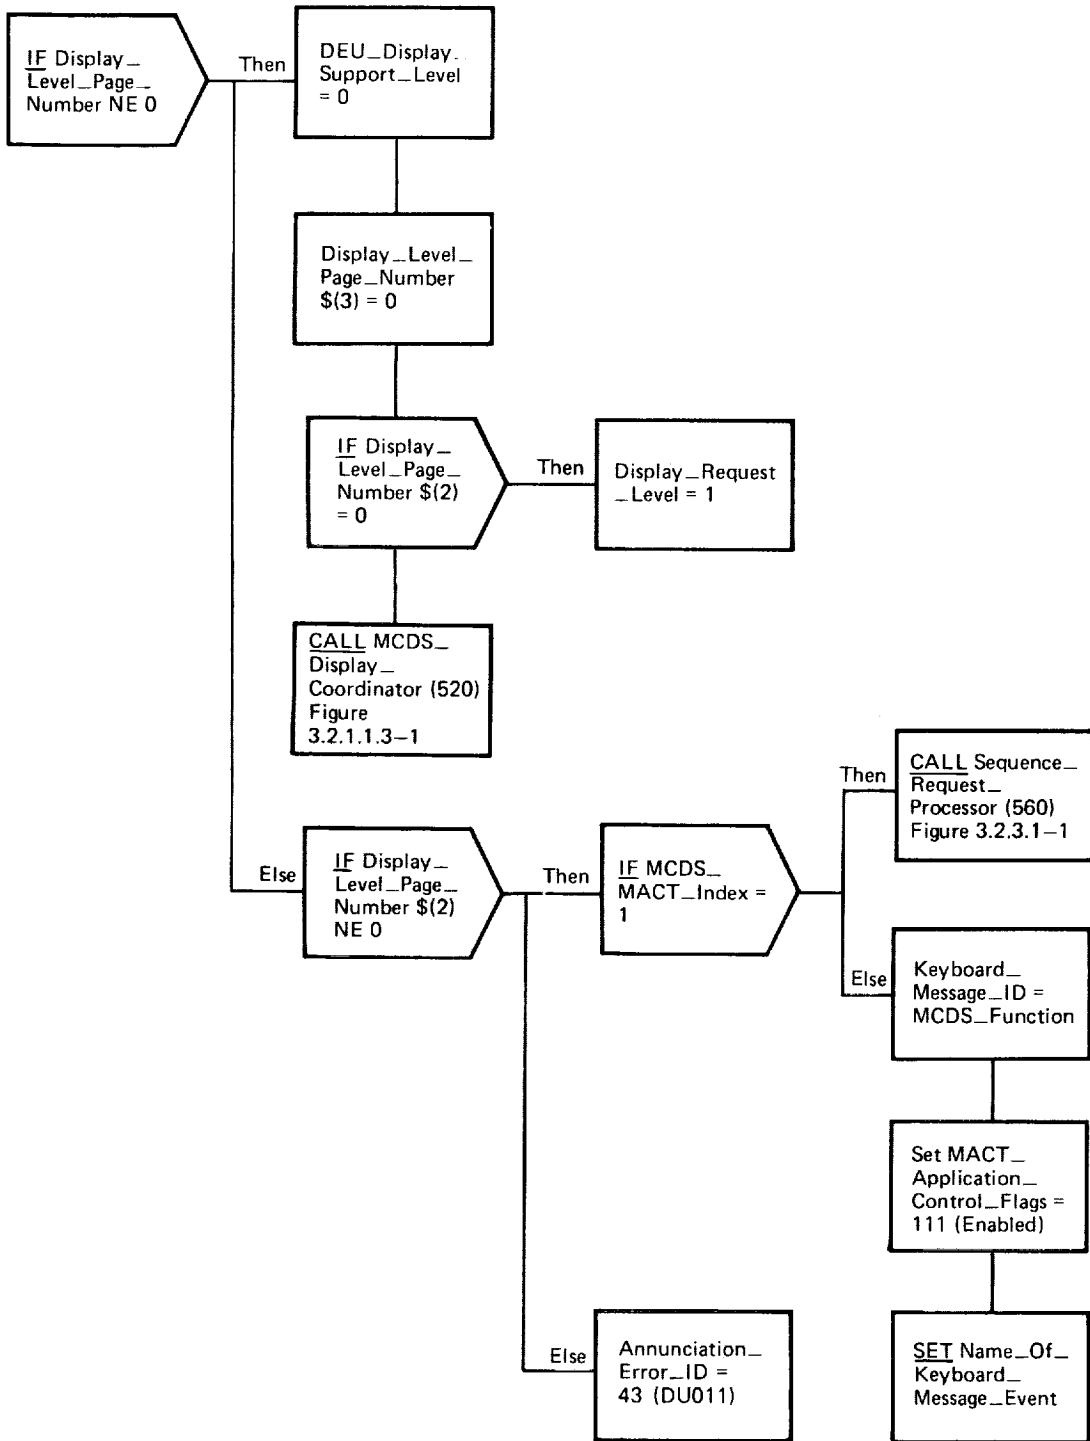 IF Display_
Level_Page_
Number NE 0
Then
DEU_Display_
Support_Level
= 0
Display_Level_
Page_Number
$(3) = 0
IF Display_
Level_Page_
Number $(2)
= 0
Then
Display_Request
_Level = 1
CALL MCDS_
Display_
Coordinator (520)
Figure
3.2.1.1.3-1
Else
IF Display_
Level_Page_
Number $(2)
NE 0
Then
IF MCDS_
MACT_Index =
1
Then
CALL Sequence_
Request_
Processor (560)
Figure 3.2.3.1-1
Else
Keyboard_
Message_ID =
MCDS_Function
Set MACT_
Application_
Control_Flags =
111 (Enabled)
SET Name_Of_
Keyboard_
Message_Event
Else
Annunciation_
Error_ID =
43 (DU011)